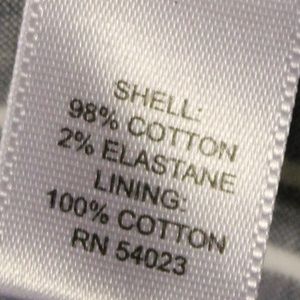 SHELL:
98% COTTON
2% ELASTANE
LINING:
100% COTTON
RN 54023